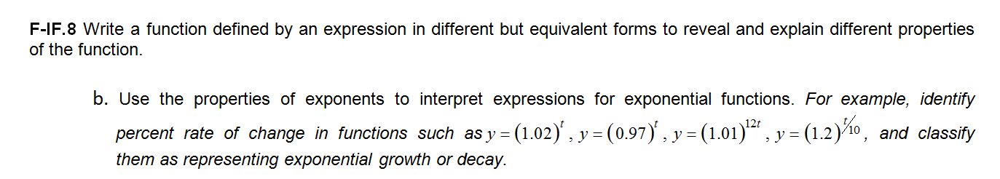 F-IF.8 Write a function defined by an expression in different but equivalent forms to reveal and explain different properties
of the function.
b. Use the properties of exponents to interpret expressions for exponential functions. For example, identify
percent rate of change in functions such as y = (1.02)^t , y = (0.97)^t , y = (1.01)^{12t} , y = (1.2)^{t/10} , and classify
them as representing exponential growth or decay.